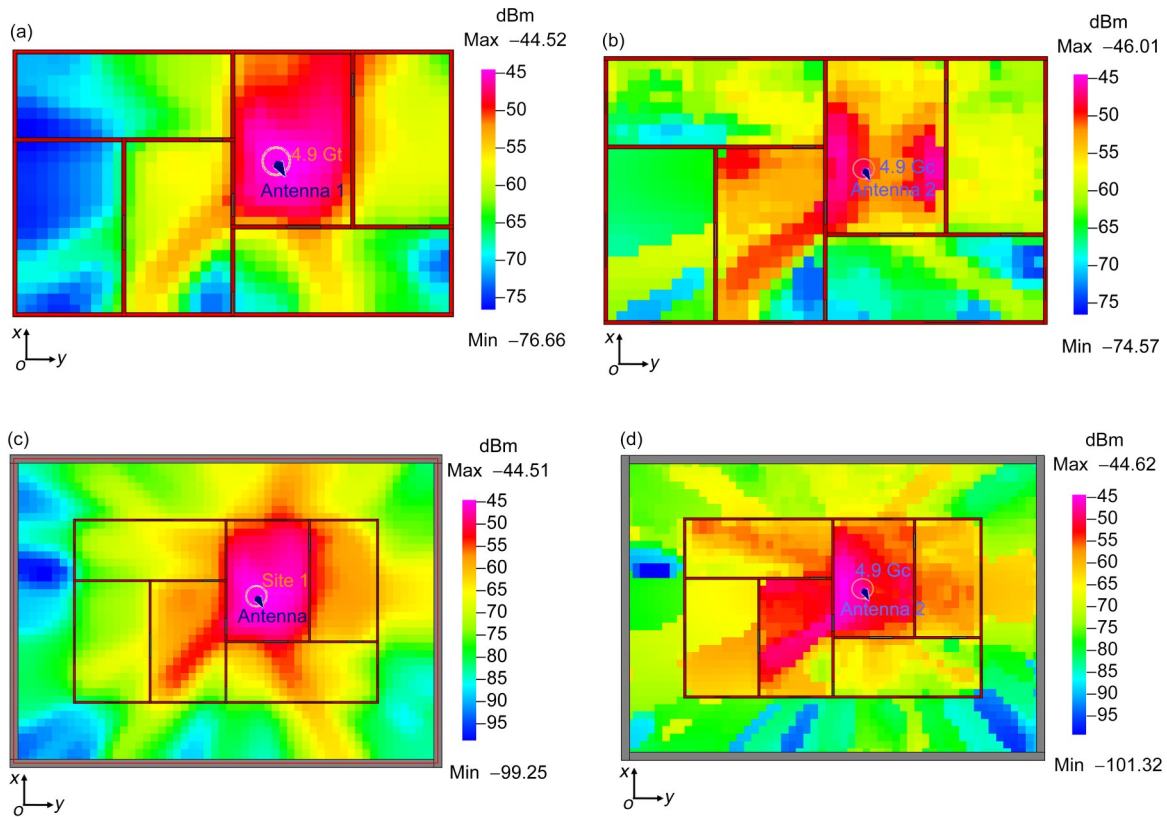 (a)
dBm
Max −44.52
−45
−50
−55
−60
−65
−70
−75
Min −76.66
4.9 Gt
Antenna 1
x
o
y
(b)
dBm
Max −46.01
−45
−50
−55
−60
−65
−70
−75
Min −74.57
4.9 Gc
Antenna 2
x
o
y
(c)
dBm
Max −44.51
−45
−50
−55
−60
−65
−70
−75
−80
−85
−90
−95
Min −99.25
Site 1
Antenna
x
o
y
(d)
dBm
Max −44.62
−45
−50
−55
−60
−65
−70
−75
−80
−85
−90
−95
Min −101.32
4.9 Gc
Antenna 2
x
o
y